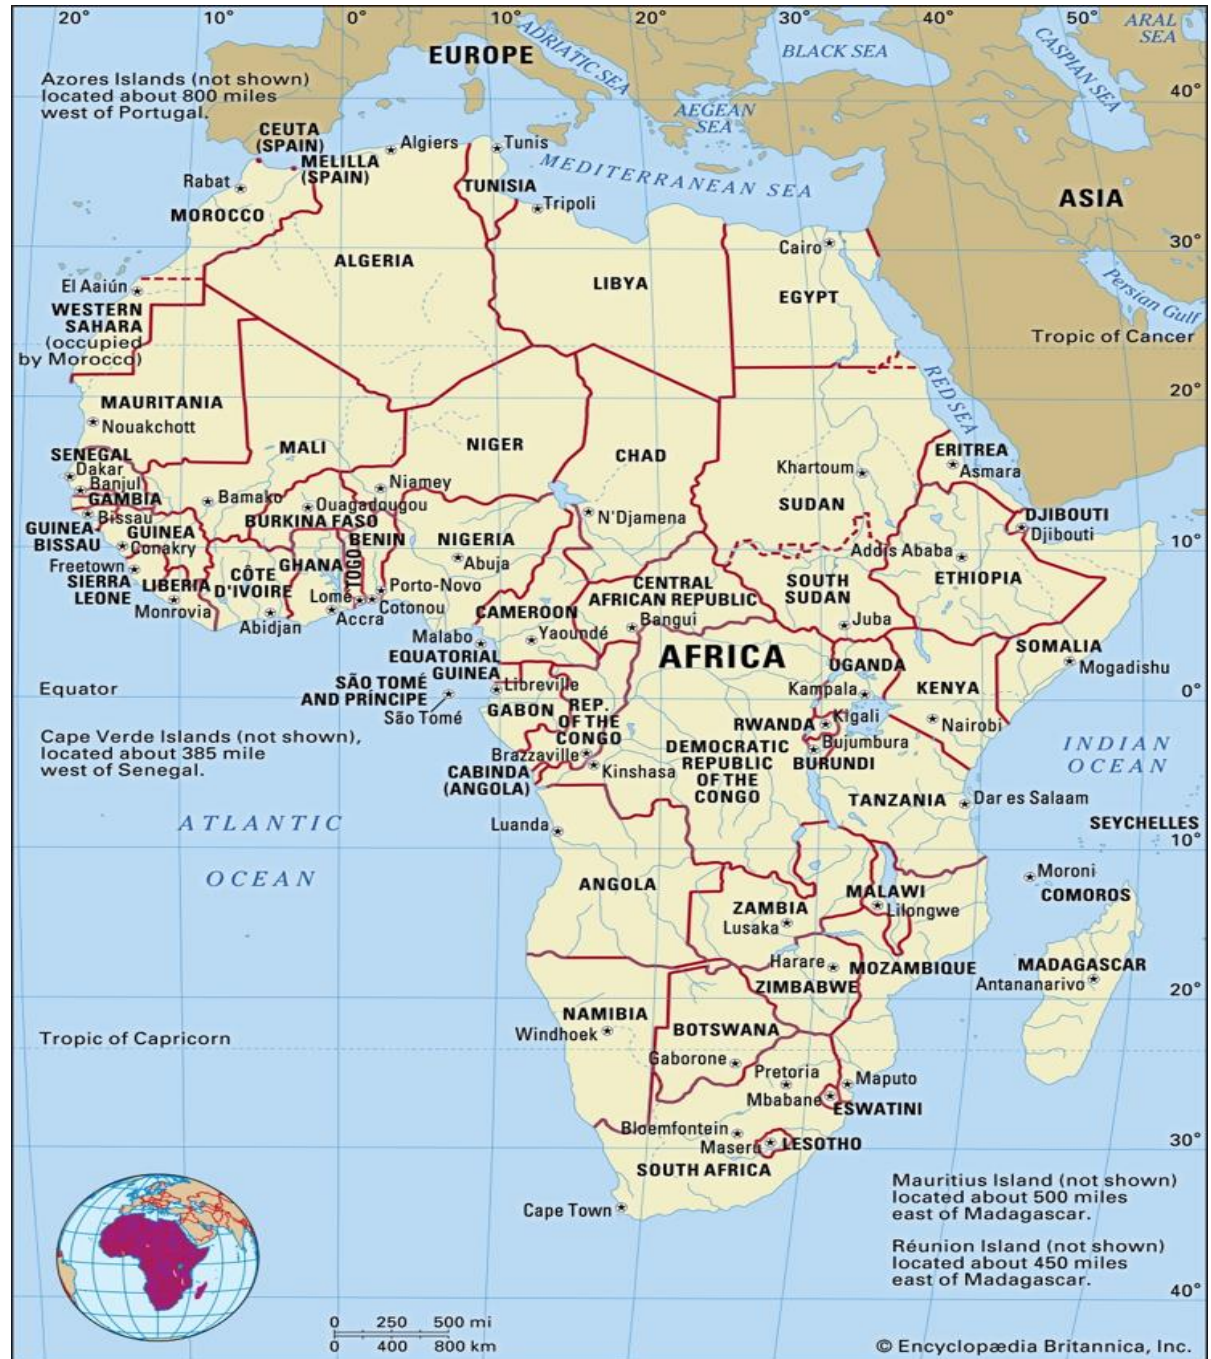 20°
10°
0°
10°
20°
30°
40°
50°
ARAL
SEA
EUROPE
ADRIATIC SEA
BLACK SEA
CASPIAN SEA
Azores Islands (not shown)
located about 800 miles
west of Portugal.
40°
AEGEAN
SEA
CEUTA
(SPAIN)
Algiers
Tunis
MELILLA
(SPAIN)
MEDITERRANEAN SEA
Rabat
TUNISIA
ASIA
MOROCCO
Tripoli
Cairo
30°
ALGERIA
El Aaiún
LIBYA
EGYPT
Persian Gulf
WESTERN
SAHARA
(occupied
by Morocco)
Tropic of Cancer
RED SEA
20°
MAURITANIA
Nouakchott
MALI
NIGER
CHAD
SENEGAL
Dakar
Banjul
GAMBIA
Bissau
Bamako
Niamey
Ouagadougou
BURKINA FASO
N'Djamena
Khartoum
SUDAN
ERITREA
Asmara
DJIBOUTI
Djibouti
GUINEA-
BISSAU
GUINEA
Conakry
BENIN
NIGERIA
Abuja
10°
Freetown
SIERRA
LEONE
LIBERIA
Monrovia
CÔTE
D'IVOIRE
Abidjan
GHANA
TOGO
Lomé
Accra
Porto-Novo
Cotonou
CENTRAL
AFRICAN REPUBLIC
Bangui
SOUTH
SUDAN
Juba
Addis Ababa
ETHIOPIA
CAMEROON
Yaoundé
Malabo
EQUATORIAL
GUINEA
AFRICA
UGANDA
Kampala
KENYA
Nairobi
SOMALIA
Mogadishu
Equator
0°
SÃO TOMÉ
AND PRÍNCIPE
São Tomé
Libreville
GABON
REP.
OF THE
CONGO
Brazzaville
Kinshasa
RWANDA
Kigali
Bujumbura
BURUNDI
DEMOCRATIC
REPUBLIC
OF THE
CONGO
Cape Verde Islands (not shown),
located about 385 mile
west of Senegal.
CABINDA
(ANGOLA)
INDIAN
OCEAN
TANZANIA
Dar es Salaam
SEYCHELLES
10°
ATLANTIC
OCEAN
Luanda
ANGOLA
ZAMBIA
Lusaka
MALAWI
Lilongwe
Moroni
COMOROS
Harare
ZIMBABWE
MOZAMBIQUE
MADAGASCAR
Antananarivo
20°
NAMIBIA
Windhoek
BOTSWANA
Gaborone
Tropic of Capricorn
Pretoria
Mbabane
Maputo
ESWATINI
Bloemfontein
Maseru
LESOTHO
30°
SOUTH AFRICA
Cape Town
Mauritius Island (not shown)
located about 500 miles
east of Madagascar.
Réunion Island (not shown)
located about 450 miles
east of Madagascar.
40°
0 250 500 mi
0 400 800 km
© Encyclopædia Britannica, Inc.